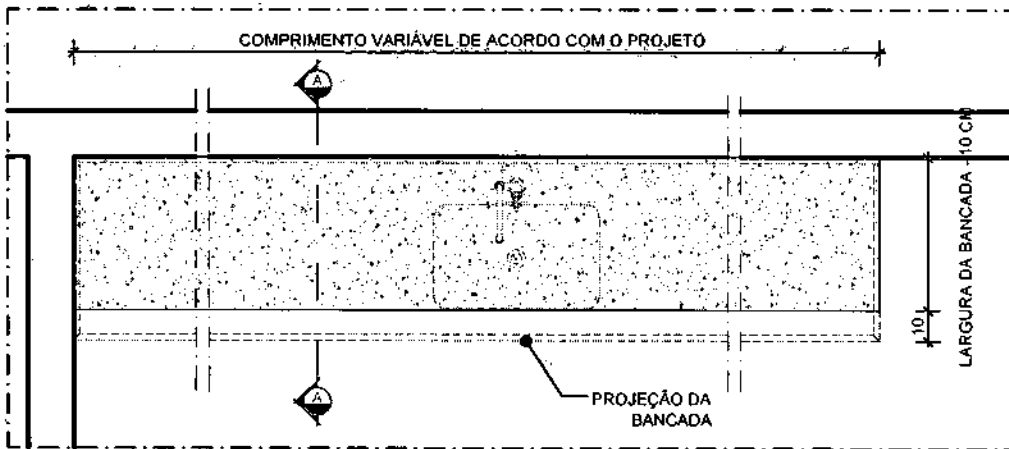 COMPRIMENTO VARIÁVEL DE ACORDO COM O PROJETO
A
LARGURA DA BANCADA - 10 CM
10
A
PROJEÇÃO DA
BANCADA